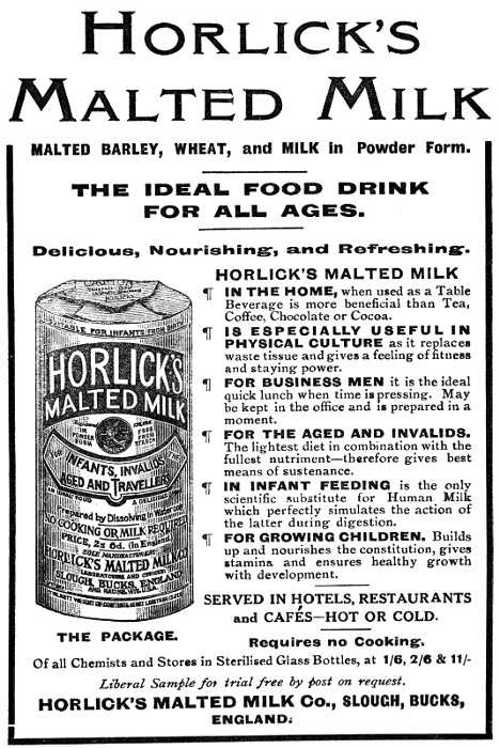 HORLICK'S
MALTED MILK
MALTED BARLEY, WHEAT, and MILK in Powder Form.
THE IDEAL FOOD DRINK
FOR ALL AGES.
Delicious, Nourishing, and Refreshing.
SUITABLE FOR INFANTS FROM BIRTH
HORLICK'S
MALTED MILK
IN
POWDER
FORM
FREE
FROM
STARCH
FOR
INFANTS, INVALIDS
THE
AGED AND TRAVELLERS
AN IDEAL FOOD
A DELICIOUS
Prepared by Dissolving in Water only
NO COOKING OR MILK REQUIRED
PRICE, 2s 6d. (In England)
SOLE MANUFACTURERS
HORLICK'S MALTED MILK CO.
SLOUGH, BUCKS, ENGLAND.
AND RACINE, WIS. U.S.A.
THE PACKAGE.
HORLICK'S MALTED MILK
¶ IN THE HOME, when used as a Table
Beverage is more beneficial than Tea,
Coffee, Chocolate or Cocoa.
¶ IS ESPECIALLY USEFUL IN
PHYSICAL CULTURE as it replaces
waste tissue and gives a feeling of fitness
and staying power.
¶ FOR BUSINESS MEN it is the ideal
quick lunch when time is pressing. May
be kept in the office and is prepared in a
moment.
¶ FOR THE AGED AND INVALIDS.
The lightest diet in combination with the
fullest nutriment—therefore gives best
means of sustenance.
¶ IN INFANT FEEDING is the only
scientific substitute for Human Milk
which perfectly simulates the action of
the latter during digestion.
¶ FOR GROWING CHILDREN. Builds
up and nourishes the constitution, gives
stamina and ensures healthy growth
with development.
SERVED IN HOTELS, RESTAURANTS
and CAFÉS—HOT OR COLD.
Requires no Cooking.
Of all Chemists and Stores in Sterilised Glass Bottles, at 1/6, 2/6 & 11/-
Liberal Sample for trial free by post on request.
HORLICK'S MALTED MILK Co., SLOUGH, BUCKS,
ENGLAND.